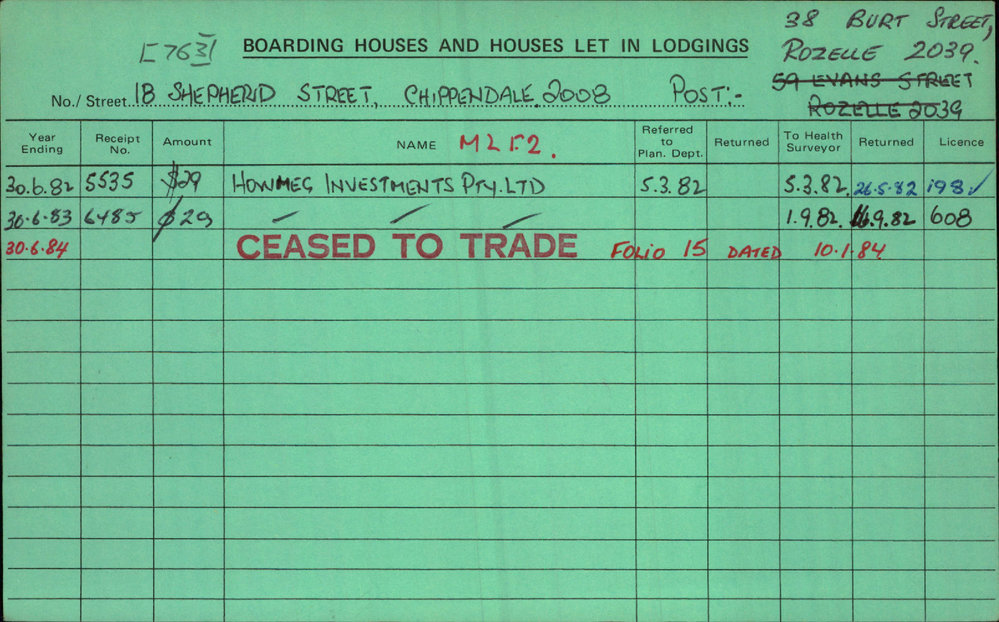 38 BURT STREET,
E7631 BOARDING HOUSES AND HOUSES LET IN LODGINGS ROZELLE 2039.
59 EVANS STREET
No./Street 18 SHEPHERD STREET, CHIPPENDALE 2008 POST:-
ROZELLE 2039
Year Ending Receipt No. Amount NAME MLF2. Referred to Plan. Dept. Returned To Health Surveyor Returned Licence
30.6.82 5535 $29 HOWMEG INVESTMENTS PTY. LTD 5.3.82 5.3.82. 26.5.82 198
30.6.83 6485 $29 1.9.82. 16.9.82 608
30.6.84 CEASED TO TRADE FOLIO 15 DATED 10.1.84